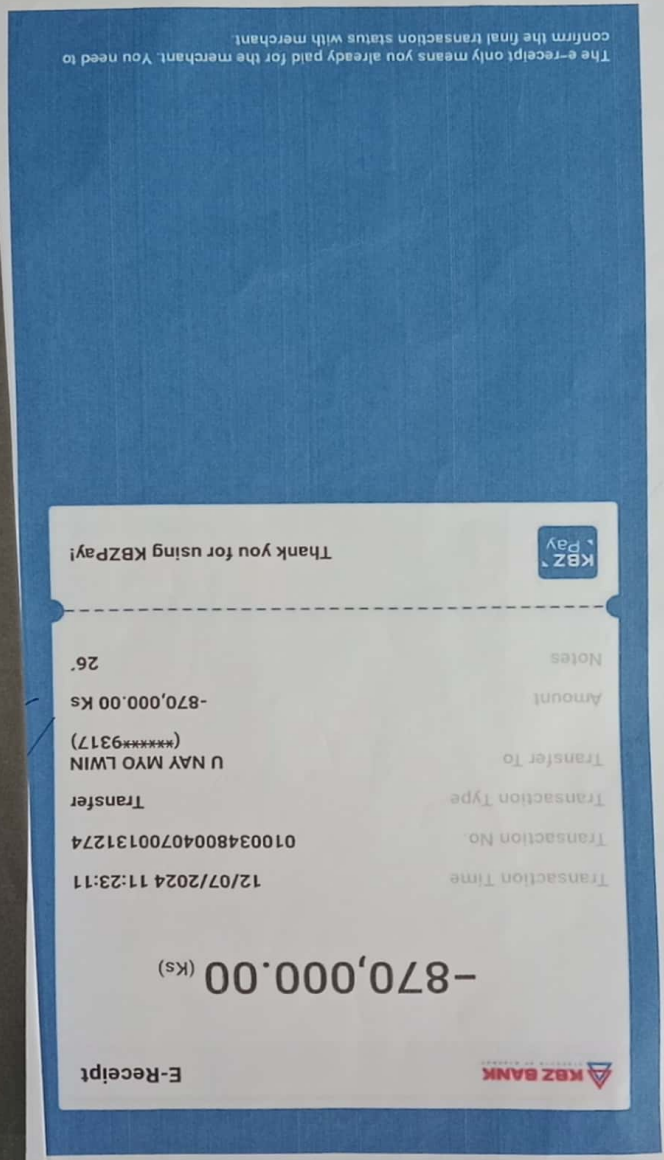 KBZ BANK
E-Receipt
-870,000.00 (Ks)
Transaction Time 12/07/2024 11:23:11
Transaction No. 01003480040700131274
Transaction Type Transfer
Transfer To U NAY MYO LWIN
(******9317)
Amount -870,000.00 Ks
Notes 26'
KBZ Pay
Thank you for using KBZPay!
The e-receipt only means you already paid for the merchant. You need to
confirm the final transaction status with merchant.